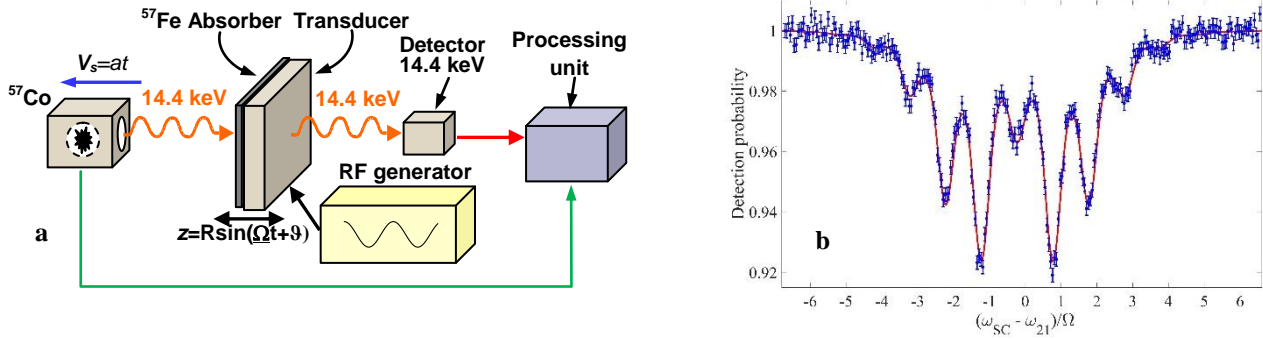 ⁵⁷Fe Absorber Transducer
Detector
14.4 keV
Processing
unit
Vₛ=at
⁵⁷Co
14.4 keV
14.4 keV
RF generator
a
z=Rsin(Ωt+ϑ)
b
Detection probability
1
0.98
0.96
0.94
0.92
-6 -5 -4 -3 -2 -1 0 1 2 3 4 5 6
(ω_SC - ω_21)/Ω